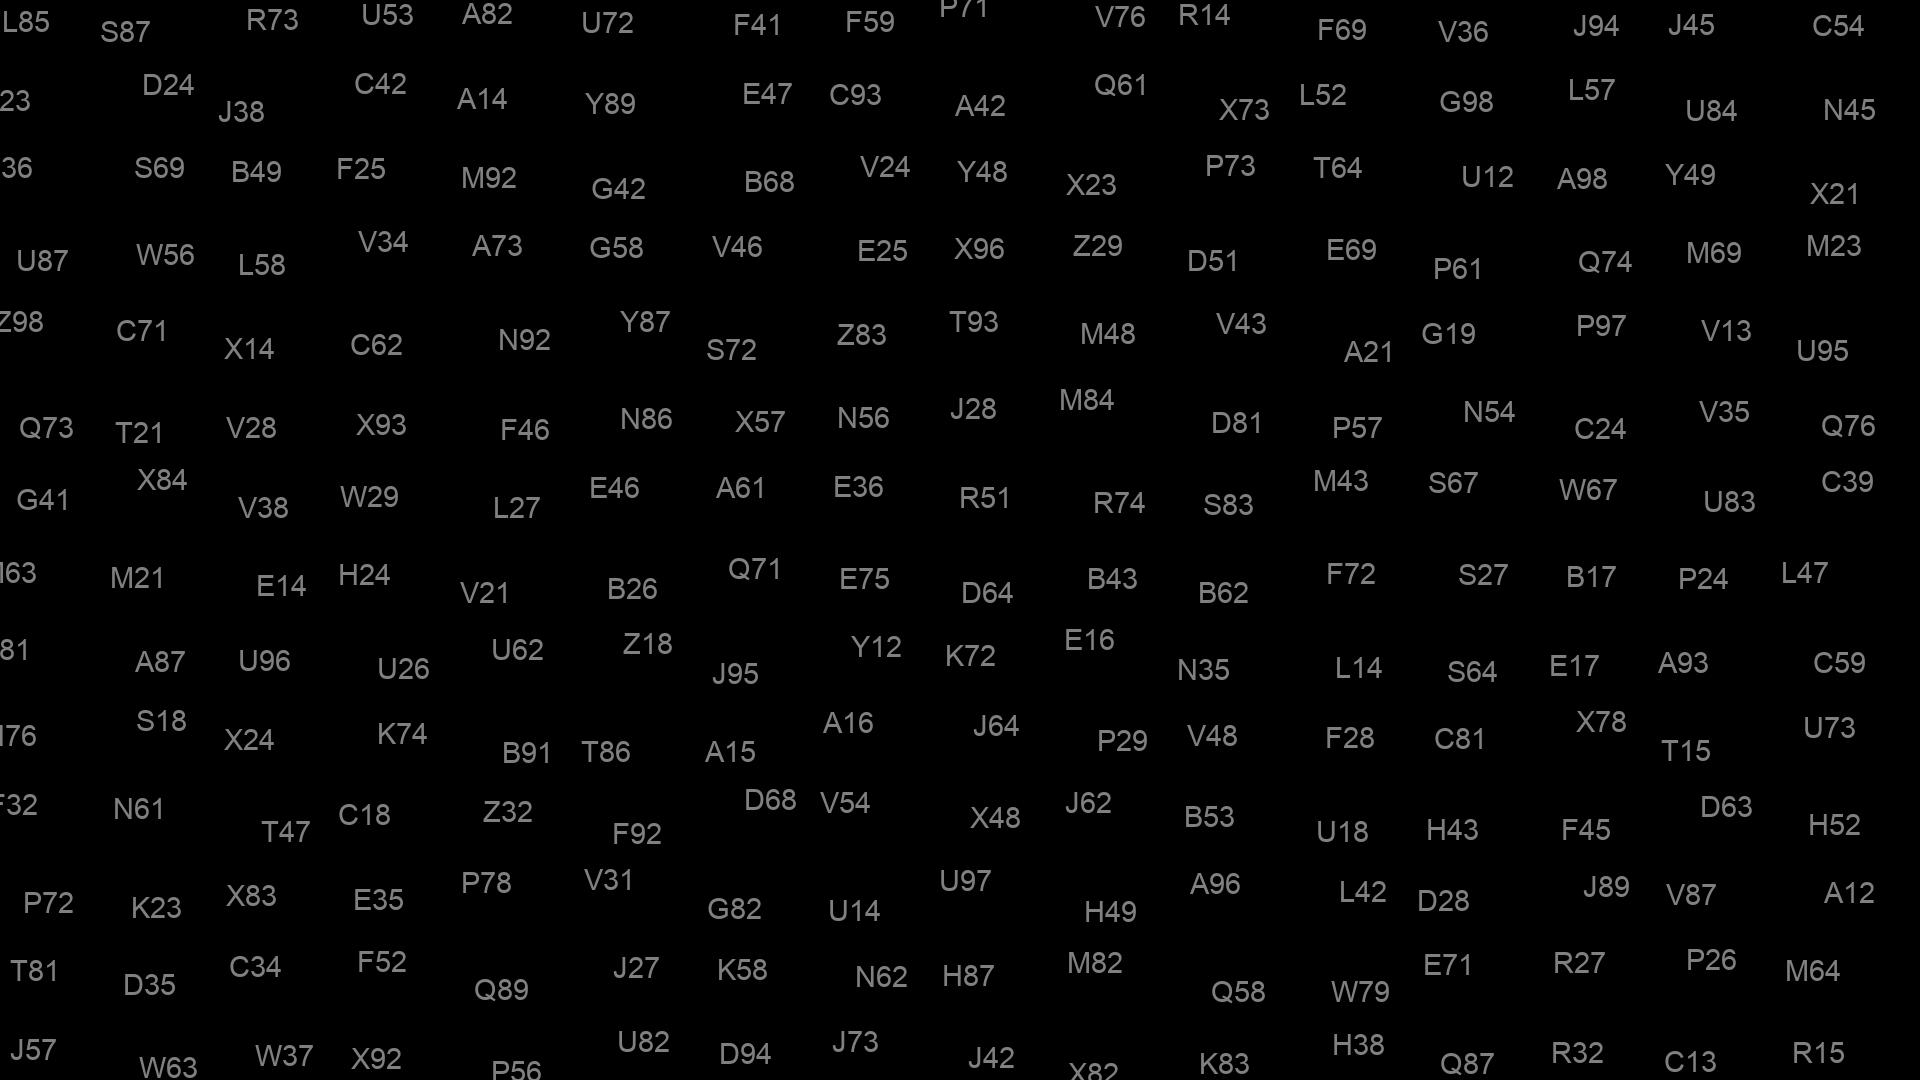 L85 S87 R73 U53 A82 U72 F41 F59 P71 V76 R14 F69 V36 J94 J45 C54
23 D24 J38 C42 A14 Y89 E47 C93 A42 Q61 X73 L52 G98 L57 U84 N45
36 S69 B49 F25 M92 G42 B68 V24 Y48 X23 P73 T64 U12 A98 Y49 X21
U87 W56 L58 V34 A73 G58 V46 E25 X96 Z29 D51 E69 P61 Q74 M69 M23
Z98 C71 X14 C62 N92 Y87 S72 Z83 T93 M48 V43 A21 G19 P97 V13 U95
Q73 T21 V28 X93 F46 N86 X57 N56 J28 M84 D81 P57 N54 C24 V35 Q76
G41 X84 V38 W29 L27 E46 A61 E36 R51 R74 S83 M43 S67 W67 U83 C39
63 M21 E14 H24 V21 B26 Q71 E75 D64 B43 B62 F72 S27 B17 P24 L47
81 A87 U96 U26 U62 Z18 J95 Y12 K72 E16 N35 L14 S64 E17 A93 C59
76 S18 X24 K74 B91 T86 A15 A16 J64 P29 V48 F28 C81 X78 T15 U73
F32 N61 T47 C18 Z32 F92 D68 V54 X48 J62 B53 U18 H43 F45 D63 H52
P72 K23 X83 E35 P78 V31 G82 U14 U97 H49 A96 L42 D28 J89 V87 A12
T81 D35 C34 F52 Q89 J27 K58 N62 H87 M82 Q58 W79 E71 R27 P26 M64
J57 W63 W37 X92 P56 U82 D94 J73 J42 X82 K83 H38 Q87 R32 C13 R15